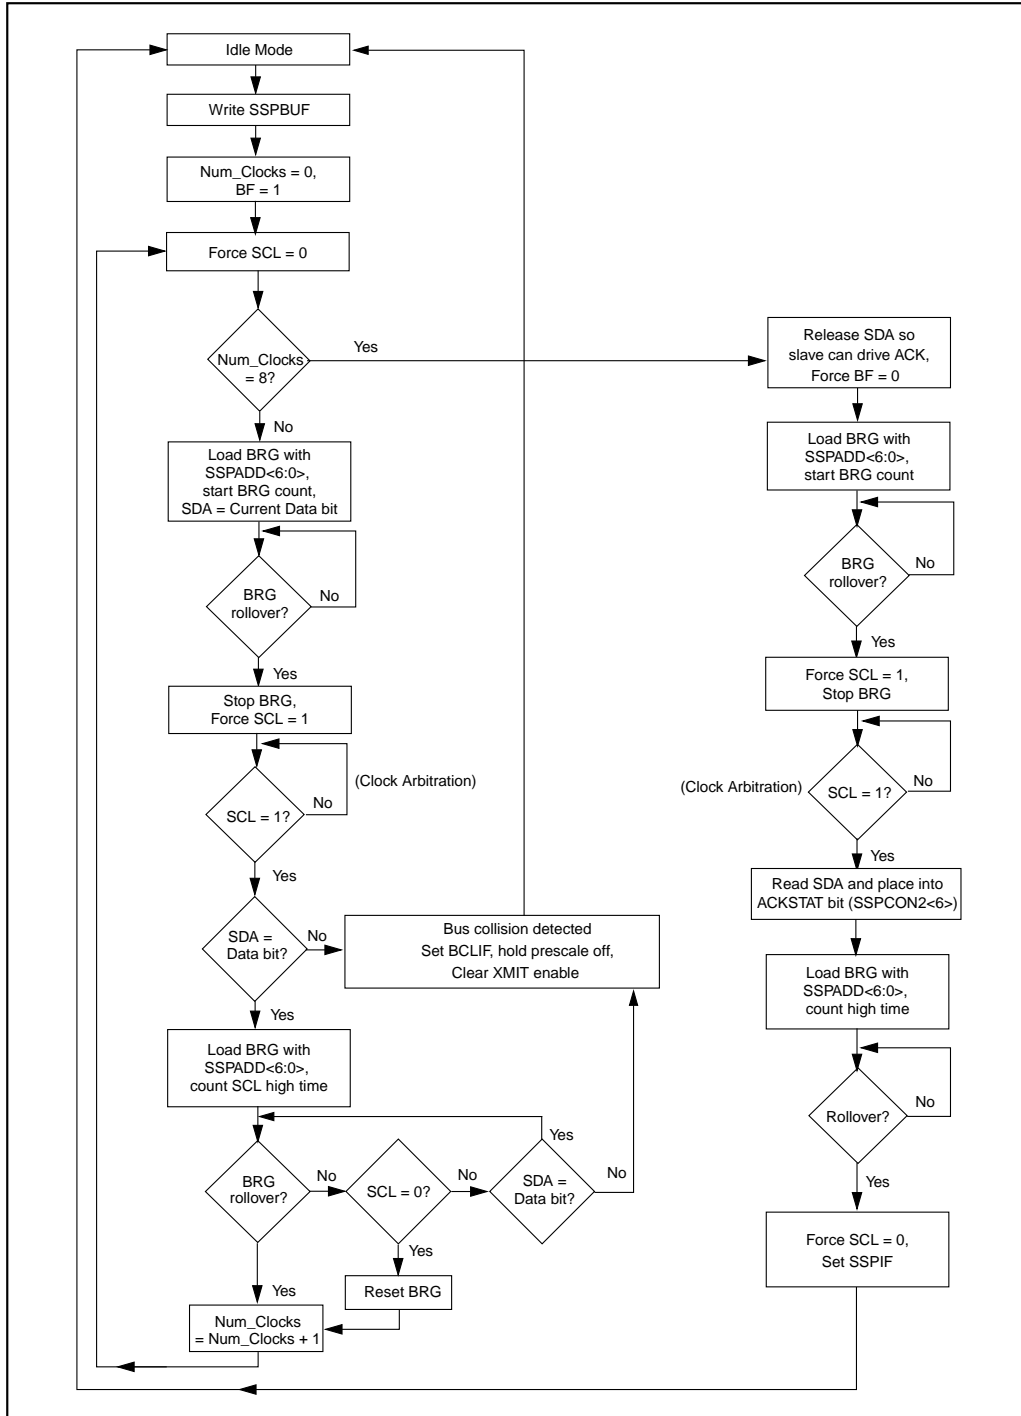 Idle Mode
Write SSPBUF
Num_Clocks = 0,
BF = 1
Force SCL = 0
Num_Clocks
= 8?
Yes
No
Load BRG with
SSPADD<6:0>,
start BRG count,
SDA = Current Data bit
BRG
rollover?
No
Yes
Stop BRG,
Force SCL = 1
SCL = 1?
No
(Clock Arbitration)
Yes
SDA =
Data bit?
No
Bus collision detected
Set BCLIF, hold prescale off,
Clear XMIT enable
Yes
Load BRG with
SSPADD<6:0>,
count SCL high time
BRG
rollover?
No
SCL = 0?
No
SDA =
Data bit?
Yes
No
Yes
Reset BRG
Yes
Num_Clocks
= Num_Clocks + 1
Release SDA so
slave can drive ACK,
Force BF = 0
Load BRG with
SSPADD<6:0>,
start BRG count
BRG
rollover?
No
Yes
Force SCL = 1,
Stop BRG
(Clock Arbitration)
SCL = 1?
No
Yes
Read SDA and place into
ACKSTAT bit (SSPCON2<6>)
Load BRG with
SSPADD<6:0>,
count high time
Rollover?
No
Yes
Force SCL = 0,
Set SSPIF